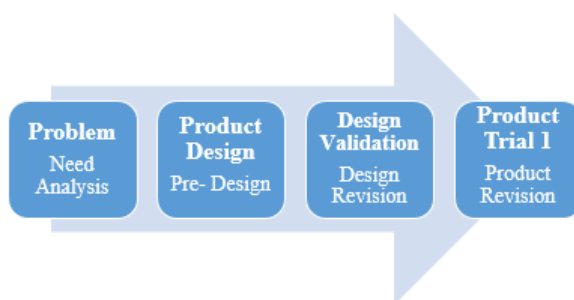 Problem
Need
Analysis
Product
Design
Pre- Design
Design
Validation
Design
Revision
Product
Trial 1
Product
Revision